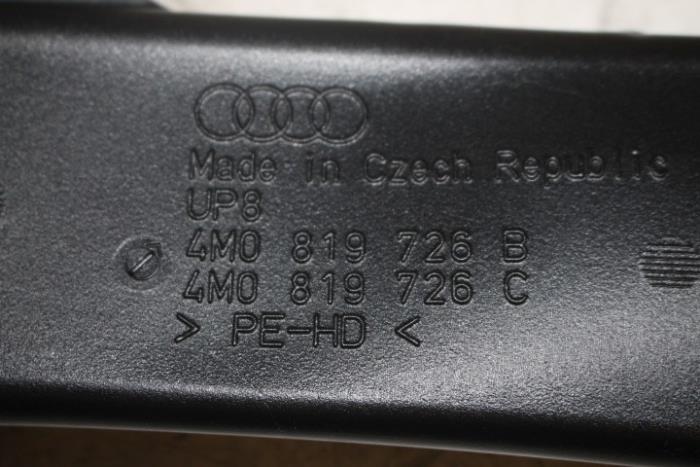 Made in Czech Republic
UP8
4M0 819 726 B
4M0 819 726 C
> PE-HD <